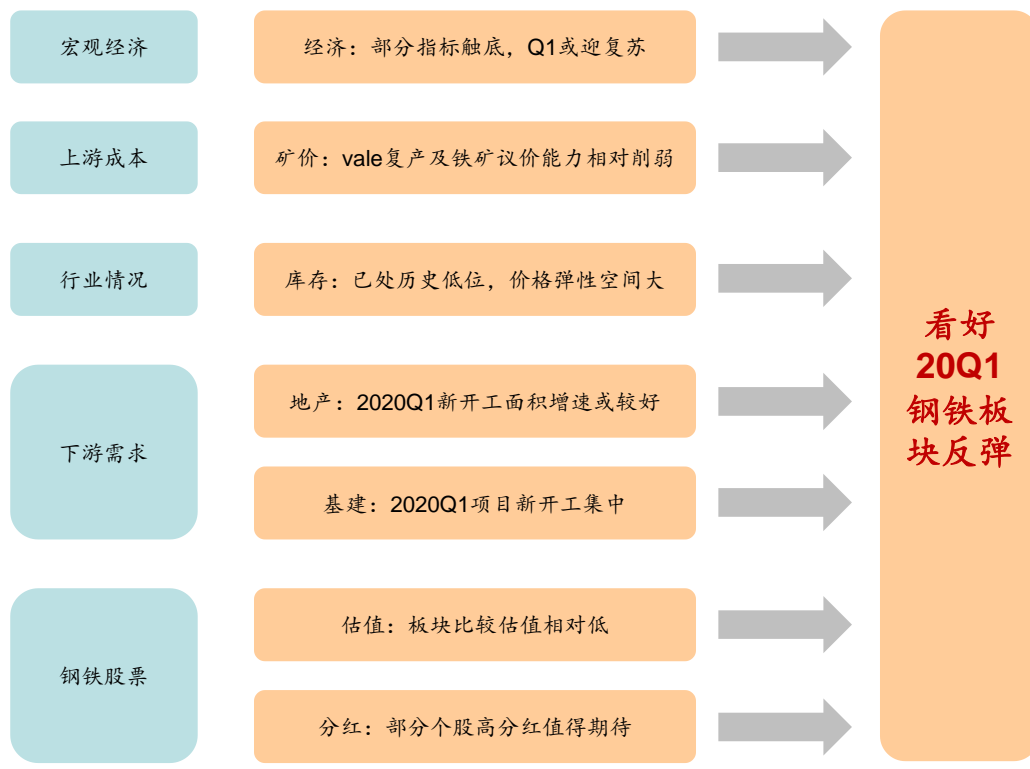 宏观经济
经济：部分指标触底，Q1或迎复苏
上游成本
矿价：vale复产及铁矿议价能力相对削弱
行业情况
库存：已处历史低位，价格弹性空间大
下游需求
地产：2020Q1新开工面积增速或较好
基建：2020Q1项目新开工集中
钢铁股票
估值：板块比较估值相对低
分红：部分个股高分红值得期待
看好
20Q1
钢铁板
块反弹